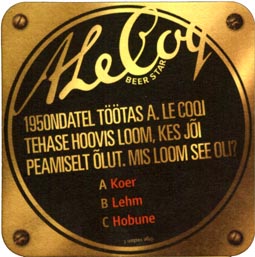 A. Le Coq
BEER STAR
1950NDATEL TÖÖTAS A. LE COQI
TEHASE HOOVIS LOOM, KES JÕI
PEAMISELT ÕLUT. MIS LOOM SEE OLI?
A Koer
B Lehm
C Hobune